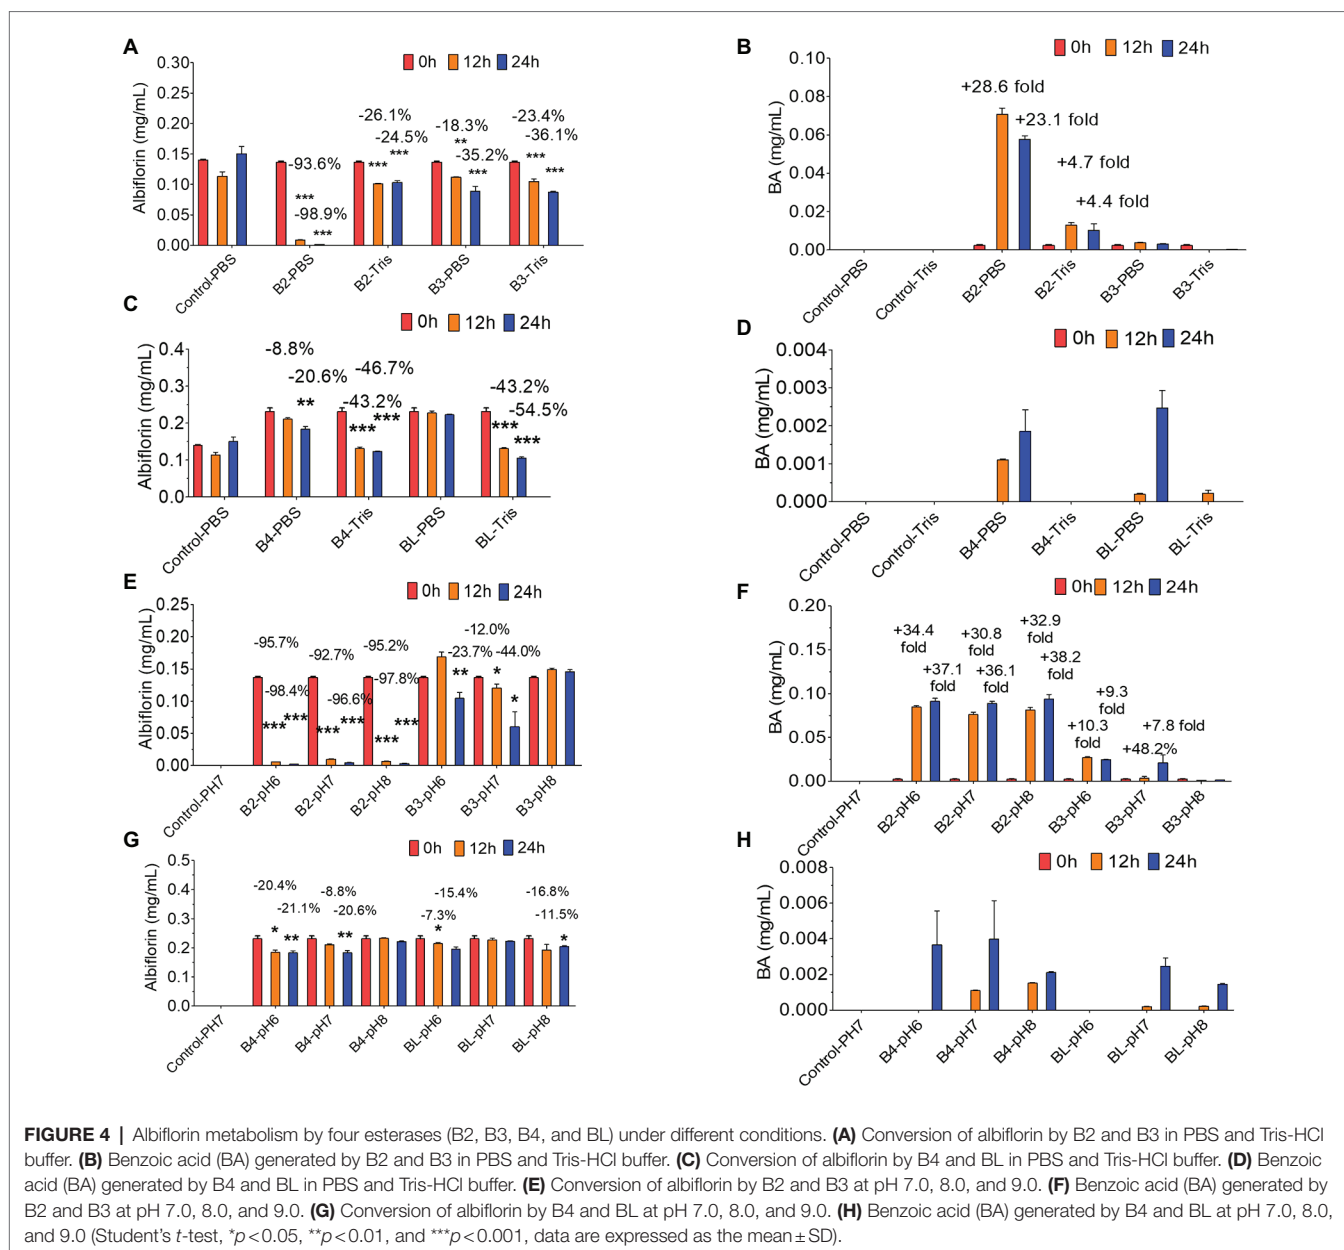 A
0h 12h 24h
Albiflorin (mg/mL)
0.30
0.25
0.20
0.15
0.10
0.05
0.00
-93.6%
***
-98.9%
***
-26.1%
-24.5%
***
***
-18.3%
**
-35.2%
***
-23.4%
-36.1%
***
***
Control-PBS
B2-PBS
B2-Tris
B3-PBS
B3-Tris
B
0h 12h 24h
BA (mg/mL)
0.10
0.08
0.06
0.04
0.02
0.00
+28.6 fold
+23.1 fold
+4.7 fold
+4.4 fold
Control-PBS
Control-Tris
B2-PBS
B2-Tris
B3-PBS
B3-Tris
C
0h 12h 24h
Albiflorin (mg/mL)
0.4
0.3
0.2
0.1
0.0
-8.8%
-20.6%
**
-46.7%
-43.2%
***
***
-43.2%
-54.5%
***
***
Control-PBS
B4-PBS
B4-Tris
BL-PBS
BL-Tris
D
0h 12h 24h
BA (mg/mL)
0.004
0.003
0.002
0.001
0.000
Control-PBS
Control-Tris
B4-PBS
B4-Tris
BL-PBS
BL-Tris
E
0h 12h 24h
Albiflorin (mg/mL)
0.25
0.20
0.15
0.10
0.05
0.00
-95.7%
-98.4%
***
***
-92.7%
-96.6%
***
***
-95.2%
-97.8%
***
***
-12.0%
-23.7%
-44.0%
**
*
*
Control-PH7
B2-pH6
B2-pH7
B2-pH8
B3-pH6
B3-pH7
B3-pH8
F
0h 12h 24h
BA (mg/mL)
0.20
0.15
0.10
0.05
0.00
+34.4
fold
+37.1
fold
+30.8
fold
+36.1
fold
+32.9
fold
+38.2
fold
+10.3
fold
+9.3
fold
+48.2%
+7.8 fold
Control-PH7
B2-pH6
B2-pH7
B2-pH8
B3-pH6
B3-pH7
B3-pH8
G
0h 12h 24h
Albiflorin (mg/mL)
0.5
0.4
0.3
0.2
0.1
0.0
-20.4%
-21.1%
*
**
-8.8%
-20.6%
**
-15.4%
-7.3%
*
-16.8%
-11.5%
*
Control-PH7
B4-pH6
B4-pH7
B4-pH8
BL-pH6
BL-pH7
BL-pH8
H
0h 12h 24h
BA (mg/mL)
0.008
0.006
0.004
0.002
0.000
Control-PH7
B4-pH6
B4-pH7
B4-pH8
BL-pH6
BL-pH7
BL-pH8
FIGURE 4 | Albiflorin metabolism by four esterases (B2, B3, B4, and BL) under different conditions. (A) Conversion of albiflorin by B2 and B3 in PBS and Tris-HCl
buffer. (B) Benzoic acid (BA) generated by B2 and B3 in PBS and Tris-HCl buffer. (C) Conversion of albiflorin by B4 and BL in PBS and Tris-HCl buffer. (D) Benzoic
acid (BA) generated by B4 and BL in PBS and Tris-HCl buffer. (E) Conversion of albiflorin by B2 and B3 at pH 7.0, 8.0, and 9.0. (F) Benzoic acid (BA) generated by
B2 and B3 at pH 7.0, 8.0, and 9.0. (G) Conversion of albiflorin by B4 and BL at pH 7.0, 8.0, and 9.0. (H) Benzoic acid (BA) generated by B4 and BL at pH 7.0, 8.0,
and 9.0 (Student's t-test, *p<0.05, **p<0.01, and ***p<0.001, data are expressed as the mean±SD).